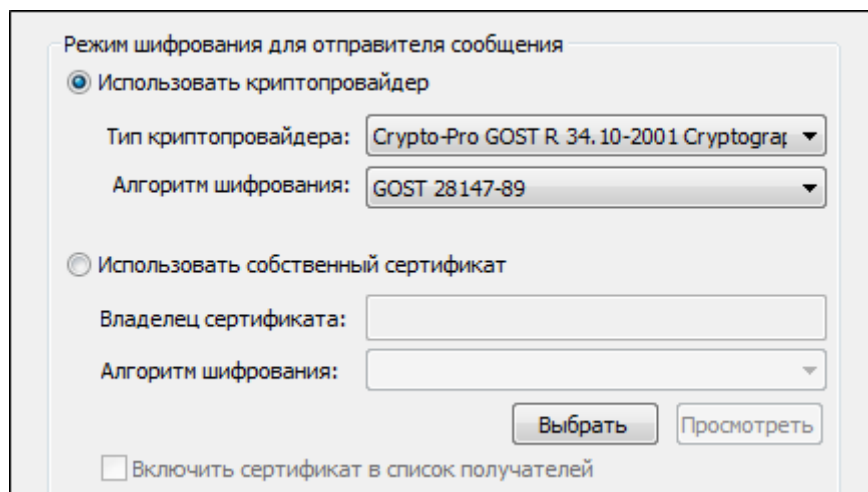 Режим шифрования для отправителя сообщения
Использовать криптопровайдер
Тип криптопровайдера: Crypto-Pro GOST R 34.10-2001 Cryptograp
Алгоритм шифрования: GOST 28147-89
Использовать собственный сертификат
Владелец сертификата:
Алгоритм шифрования:
Выбрать Просмотреть
Включить сертификат в список получателей